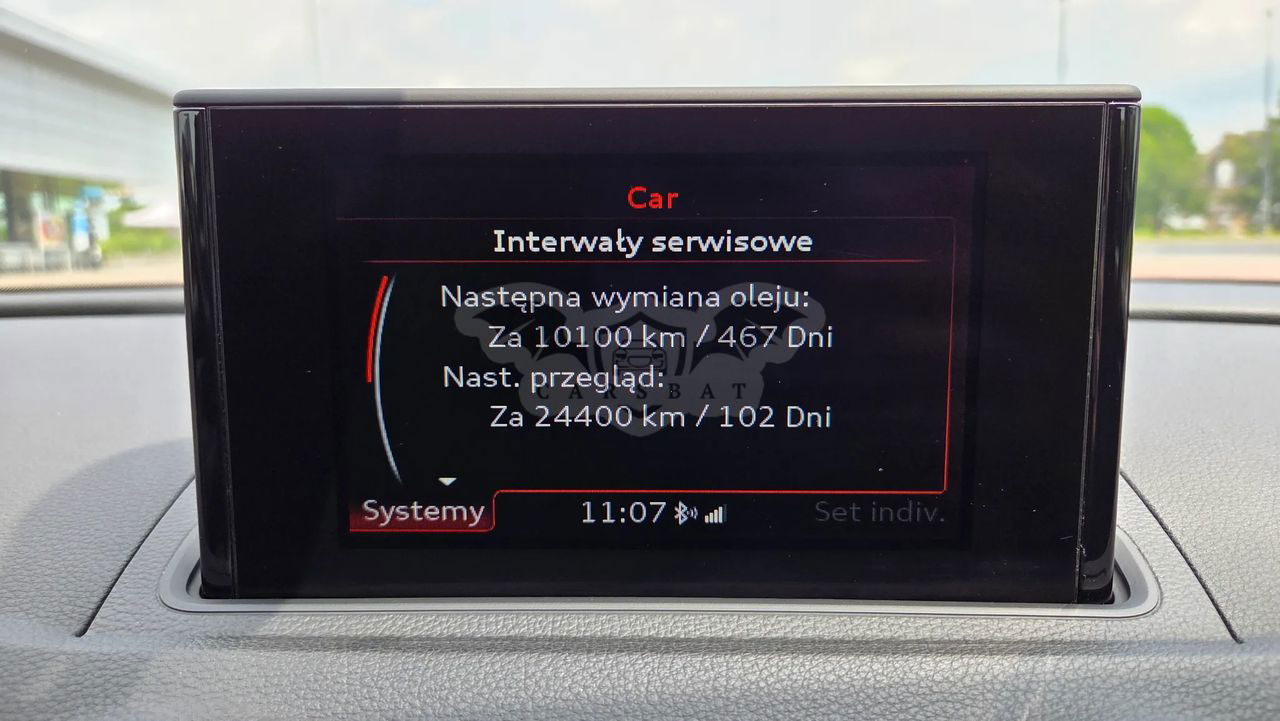 Car
Interwały serwisowe
Następna wymiana oleju:
Za 10100 km / 467 Dni
Nast. przegląd:
CARSBAT
Za 24400 km / 102 Dni
Systemy
11:07
Set indiv.